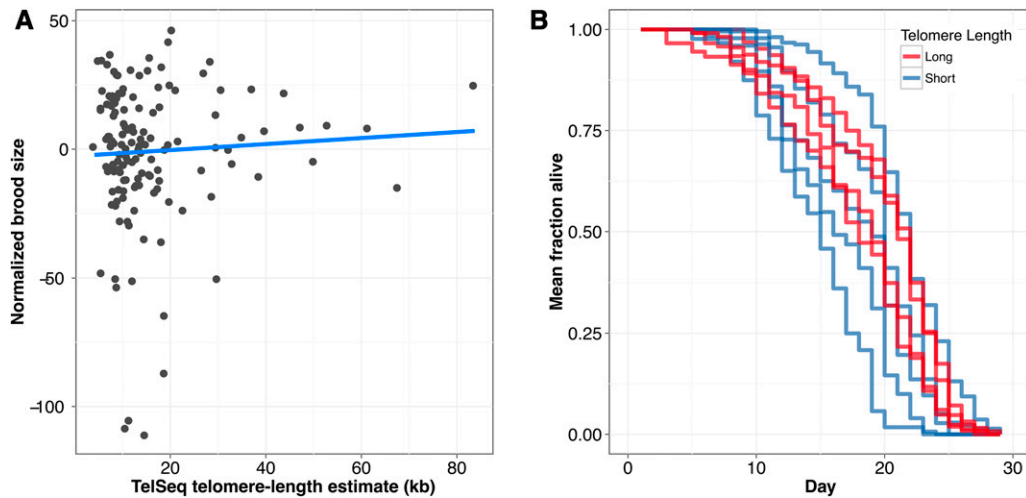 A
Normalized brood size
50
0
−50
−100
20
40
60
80
TelSeq telomere-length estimate (kb)
B
Mean fraction alive
1.00
0.75
0.50
0.25
0.00
0
10
20
30
Day
Telomere Length
Long
Short